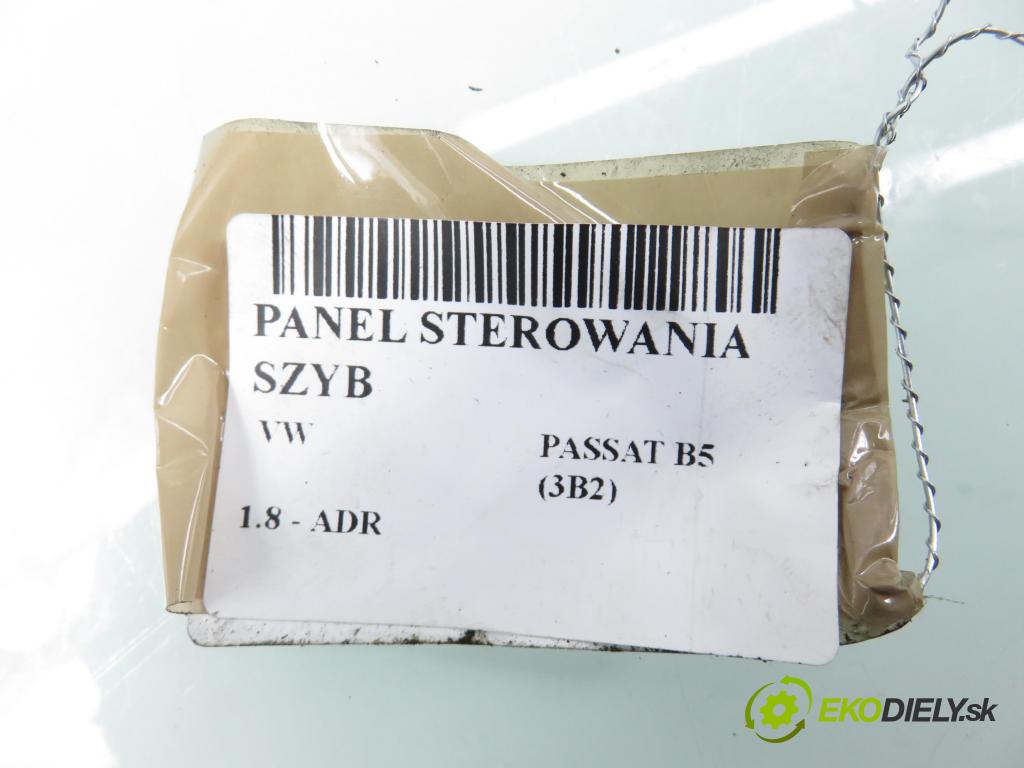 PANEL STEROWANIA
SZYB
VW
PASSAT B5
(3B2)
1.8 - ADR
EKODIELY.sk